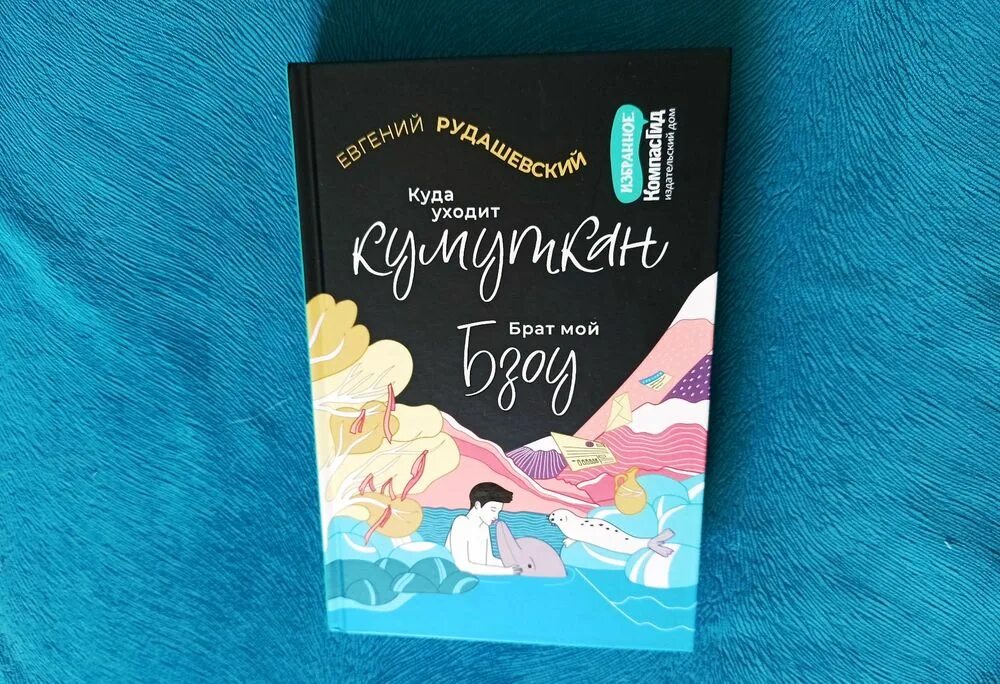 ЕВГЕНИЙ РУДАШЕВСКИЙ
ИЗБРАННОЕ
КомпасГид
издательский дом
Куда
уходит
кумуткан
Брат мой
Бзоу